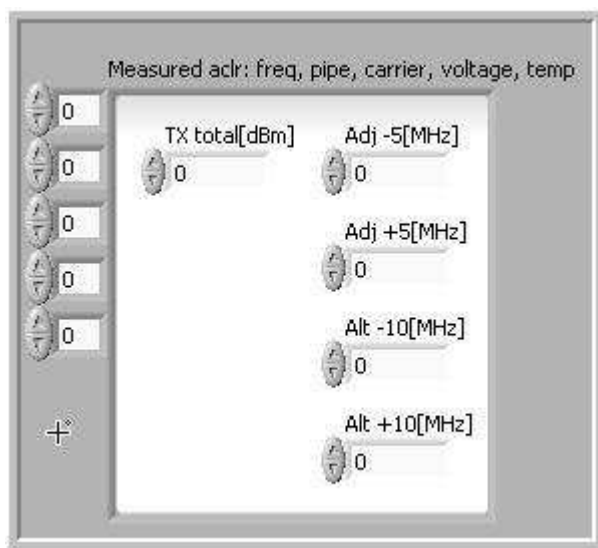 Measured aclr: freq, pipe, carrier, voltage, temp
0
0
0
0
0
TX total[dBm]
0
Adj -5[MHz]
0
Adj +5[MHz]
0
Alt -10[MHz]
0
Alt +10[MHz]
0